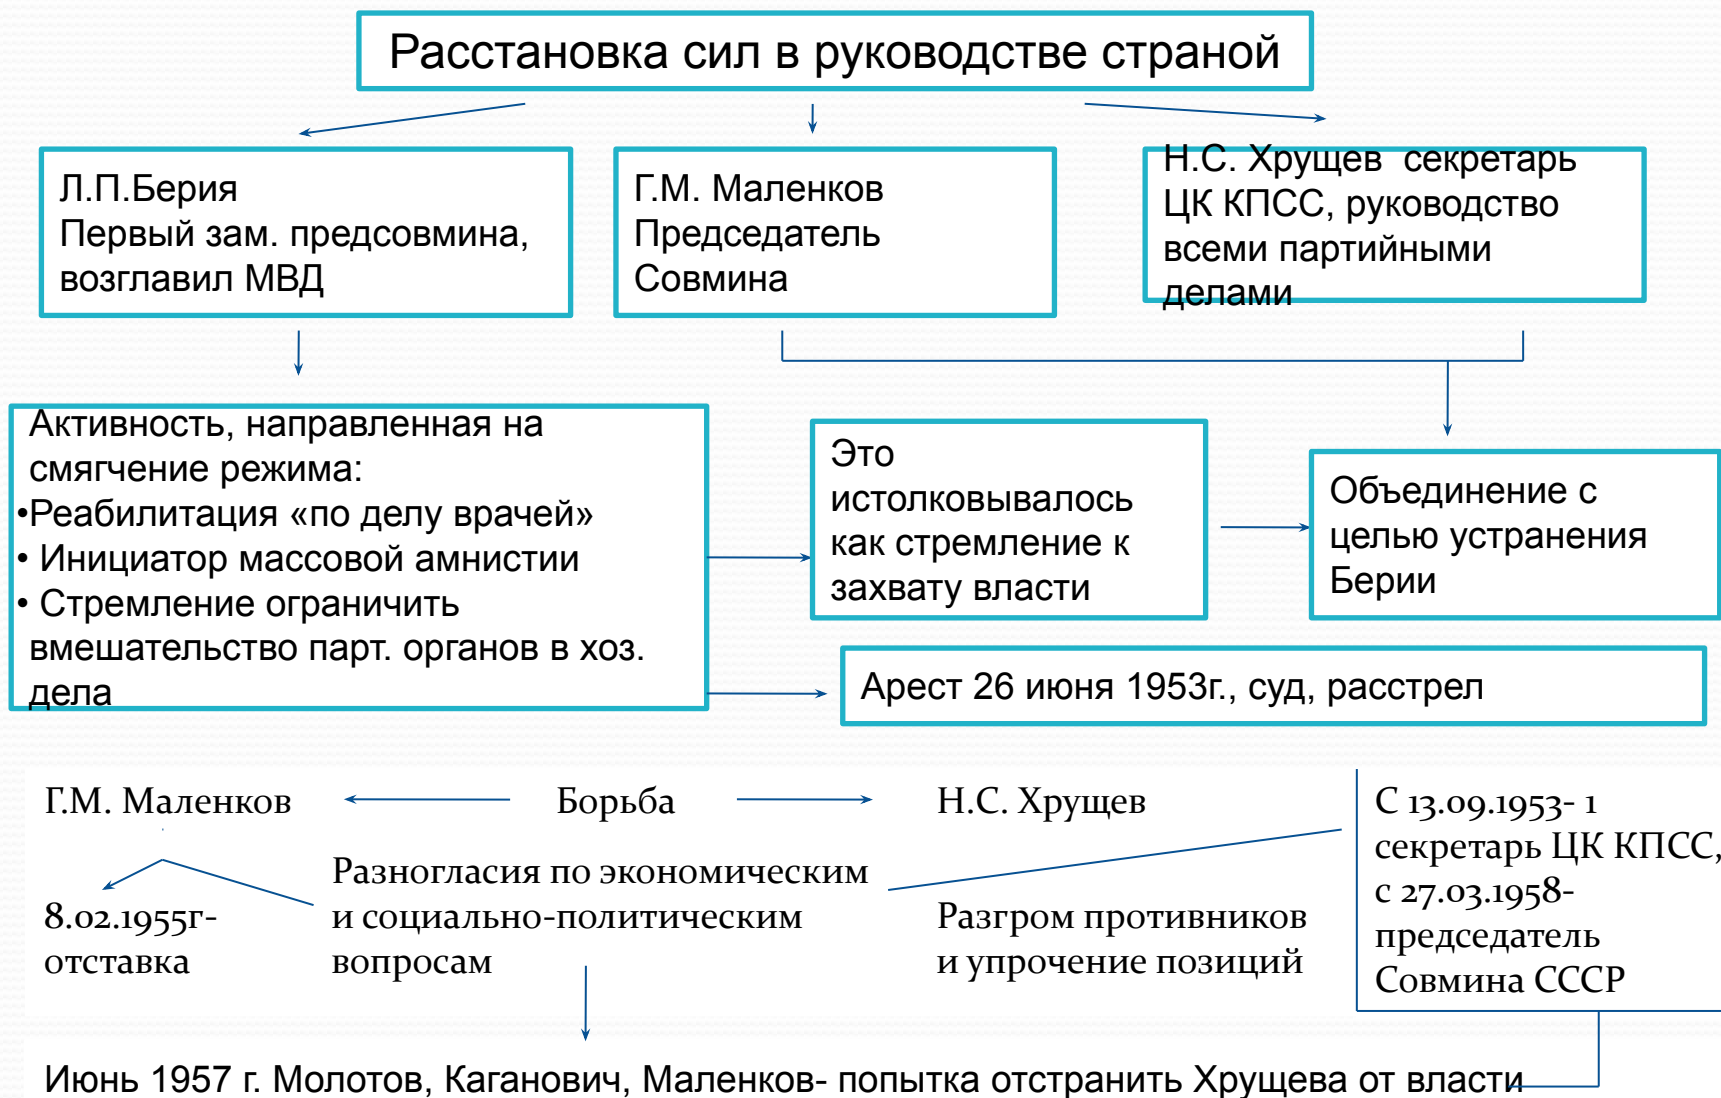 Расстановка сил в руководстве страной
Л.П.Берия
Первый зам. предсовмина,
возглавил МВД
Г.М. Маленков
Председатель
Совмина
Н.С. Хрущев  секретарь
ЦК КПСС, руководство
всеми партийными
делами
Активность, направленная на
смягчение режима:
•Реабилитация «по делу врачей»
• Инициатор массовой амнистии
• Стремление ограничить
вмешательство парт. органов в хоз.
дела
Это
истолковывалось
как стремление к
захвату власти
Объединение с
целью устранения
Берии
Арест 26 июня 1953г., суд, расстрел
Г.М. Маленков
Борьба
Н.С. Хрущев
С 13.09.1953- 1
секретарь ЦК КПСС,
с 27.03.1958-
председатель
Совмина СССР
Разногласия по экономическим
и социально-политическим
вопросам
8.02.1955г-
отставка
Разгром противников
и упрочение позиций
Июнь 1957 г. Молотов, Каганович, Маленков- попытка отстранить Хрущева от власти